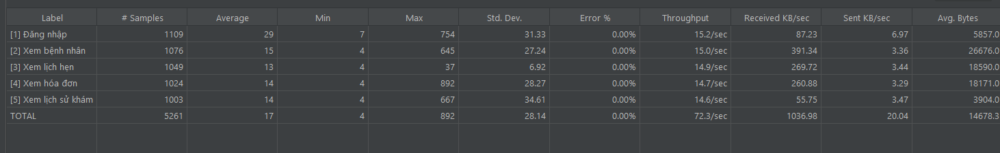 Label # Samples Average Min Max Std. Dev. Error % Throughput Received KB/sec Sent KB/sec Avg. Bytes
[1] Đăng nhập 1109 29 7 754 31.33 0.00% 15.2/sec 87.23 6.97 5857.0
[2] Xem bệnh nhân 1076 15 4 645 27.24 0.00% 15.0/sec 391.34 3.36 26676.0
[3] Xem lịch hẹn 1049 13 4 37 6.92 0.00% 14.9/sec 269.72 3.44 18590.0
[4] Xem hóa đơn 1024 14 4 892 28.27 0.00% 14.7/sec 260.88 3.29 18171.0
[5] Xem lịch sử khám 1003 14 4 667 34.61 0.00% 14.6/sec 55.75 3.47 3904.0
TOTAL 5261 17 4 892 28.14 0.00% 72.3/sec 1036.98 20.04 14678.3